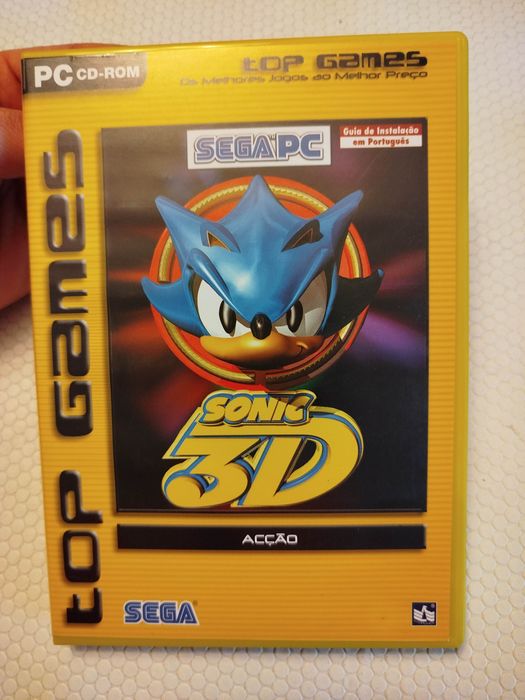 PC CD-ROM
TOP GAMES
Os Melhores Jogos ao Melhor Preço
TOP GAMES
SEGA PC
Guia de Instalação
em Português
SONIC
3D
ACÇÃO
SEGA